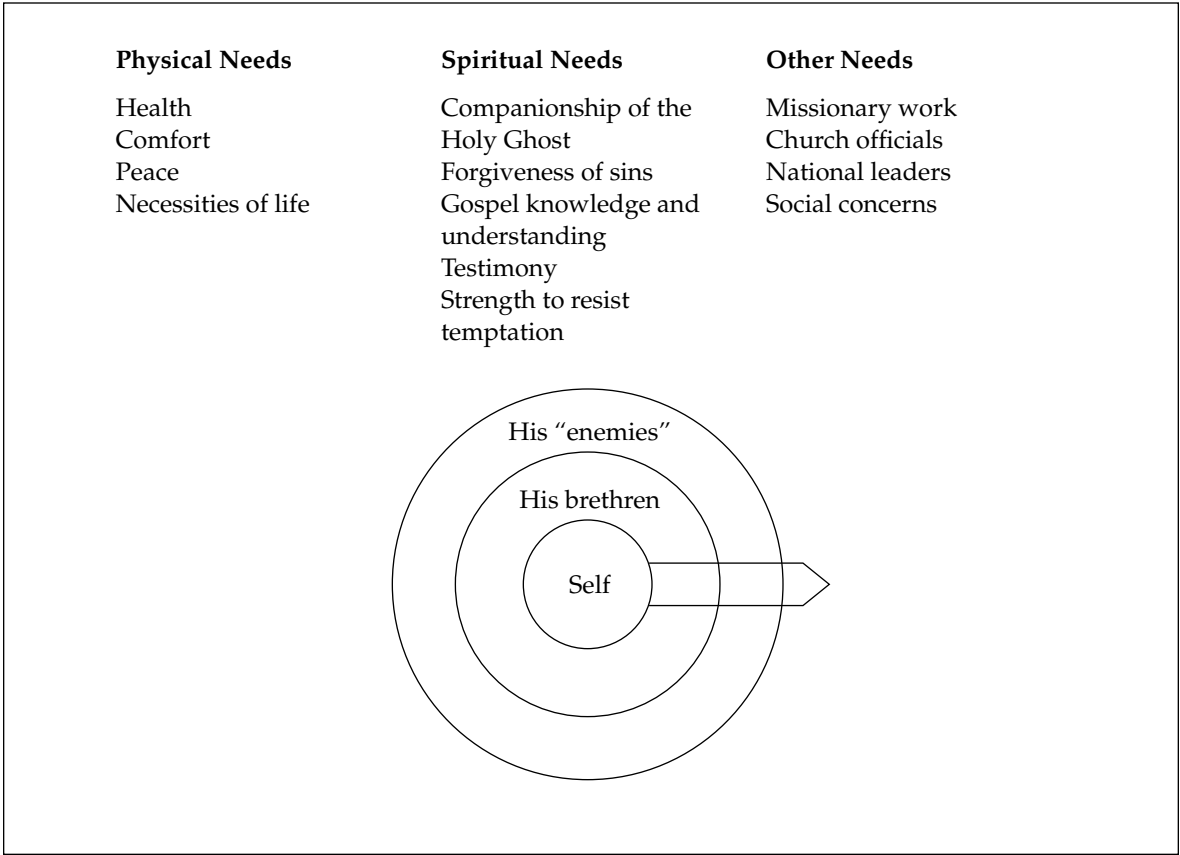 Physical Needs
Health
Comfort
Peace
Necessities of life
Spiritual Needs
Companionship of the
Holy Ghost
Forgiveness of sins
Gospel knowledge and
understanding
Testimony
Strength to resist
temptation
Other Needs
Missionary work
Church officials
National leaders
Social concerns
His “enemies”
His brethren
Self